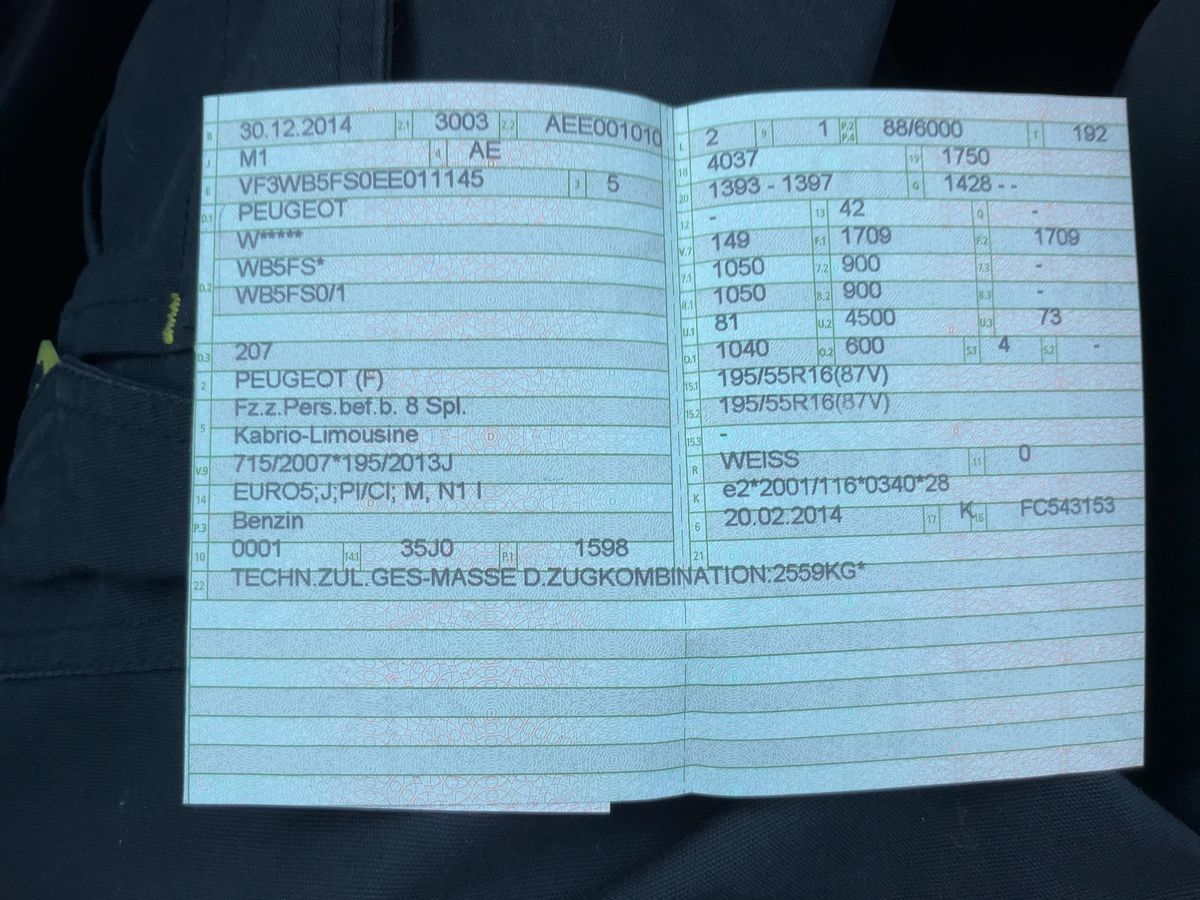 B 30.12.2014 2.1 3003 2.2 AEE001010
J M1 4 AE
E VF3WB5FS0EE011145 3 5
D.1 PEUGEOT
W*****
D.2 WB5FS*
WB5FS0/1
D.3 207
2 PEUGEOT (F)
5 Fz.z.Pers.bef.b. 8 Spl.
Kabrio-Limousine
V.9 715/2007*195/2013J
14 EURO5;J;PI/CI; M, N1 I
P.3 Benzin
10 0001 14.1 35J0 P.1 1598
22 TECHN.ZUL.GES-MASSE D.ZUGKOMBINATION:2559KG*
L 2 9 1 P.2 P.4 88/6000 T 192
18 4037 19 1750
20 1393 - 1397 G 1428 - -
12 - 13 42 Q -
V.7 149 F.1 1709 F.2 1709
7.1 1050 7.2 900 7.3 -
8.1 1050 8.2 900 8.3 -
U.1 81 U.2 4500 U.3 73
O.1 1040 O.2 600 S.1 4 S.2 -
15.1 195/55R16(87V)
15.2 195/55R16(87V)
15.3 -
R WEISS 11 0
K e2*2001/116*0340*28
6 20.02.2014 17 K 16 FC543153
21